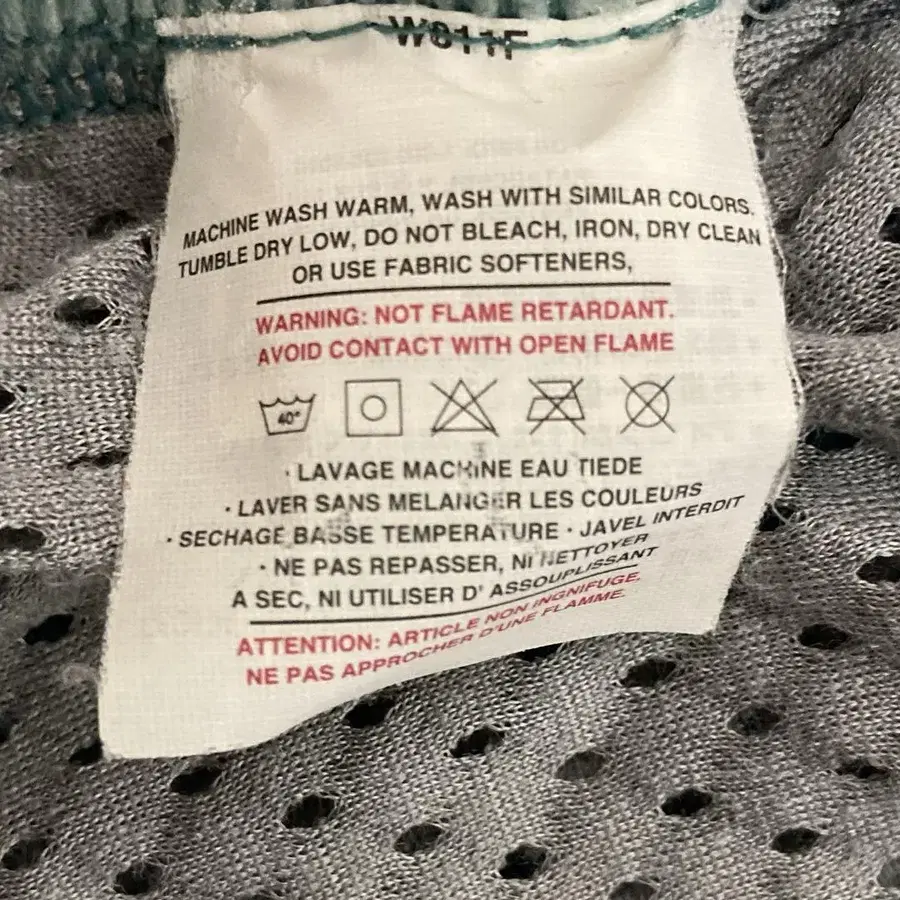 W811F
MACHINE WASH WARM, WASH WITH SIMILAR COLORS.
TUMBLE DRY LOW, DO NOT BLEACH, IRON, DRY CLEAN
OR USE FABRIC SOFTENERS,
WARNING: NOT FLAME RETARDANT.
AVOID CONTACT WITH OPEN FLAME
40°
· LAVAGE MACHINE EAU TIEDE
· LAVER SANS MELANGER LES COULEURS
· SECHAGE BASSE TEMPERATURE · JAVEL INTERDIT
· NE PAS REPASSER, NI NETTOYER
A SEC, NI UTILISER D' ASSOUPLISSANT
ATTENTION: ARTICLE NON INGNIFUGE,
NE PAS APPROCHER D'UNE FLAMME.